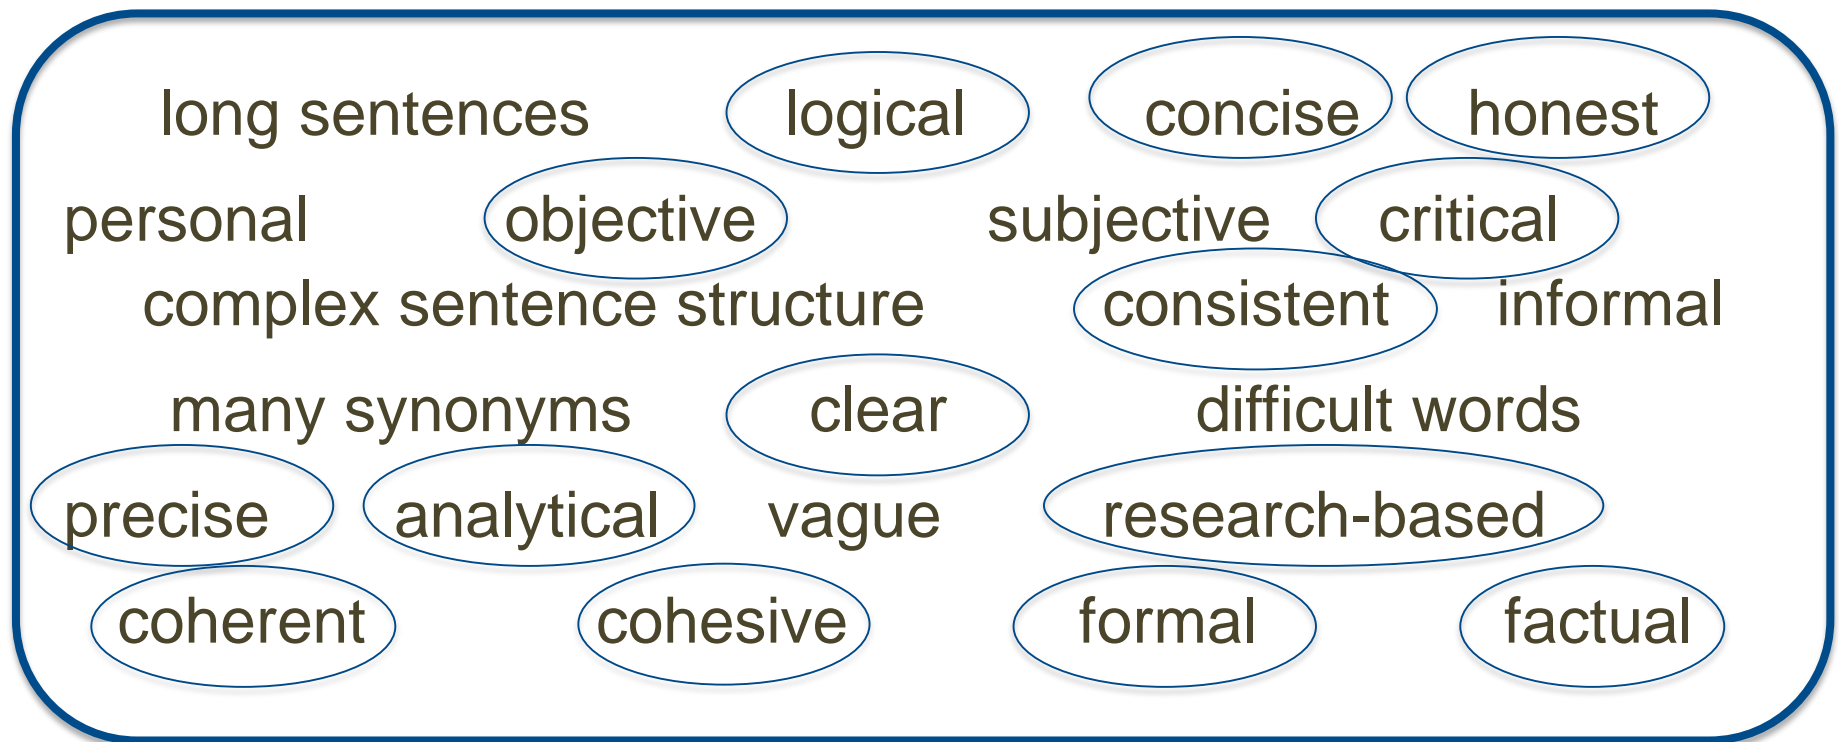 long sentences logical concise honest
personal objective subjective critical
complex sentence structure consistent informal
many synonyms clear difficult words
precise analytical vague research-based
coherent cohesive formal factual